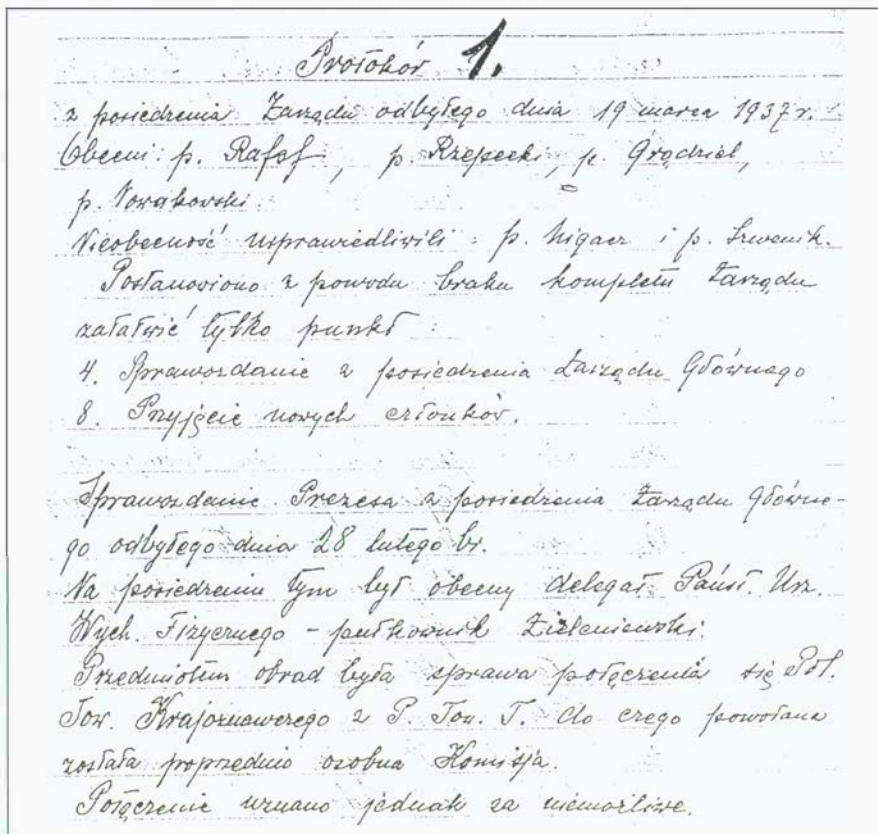 Protokół 1.
z posiedzenia Zarządu odbytego dnia 19 marca 1937 r.
Obecni: p. Rafał, p. Rzepecki, p. Grądziel,
p. Nowakowski.
Nieobecność usprawiedliwili: p. Migacz i p. Szwenik.
Postanowiono z powodu braku kompletu Zarządu
załatwić tylko punkt :
4. Sprawozdanie z posiedzenia Zarządu Głównego
8. Przyjęcie nowych członków.
Sprawozdanie Prezesa z posiedzenia Zarządu Główne-
go odbytego dnia 28 lutego br.
Na posiedzeniu tym był obecny delegat Państ. Urz.
Wych. Fizycznego - pułkownik Zieleniewski.
Przedmiotem obrad była sprawa połączenia się Pol.
Tow. Krajoznawczego z P. Tow. T. do czego powołana
została poprzednio osobna Komisja.
Połączenie uznano jednak za niemożliwe.